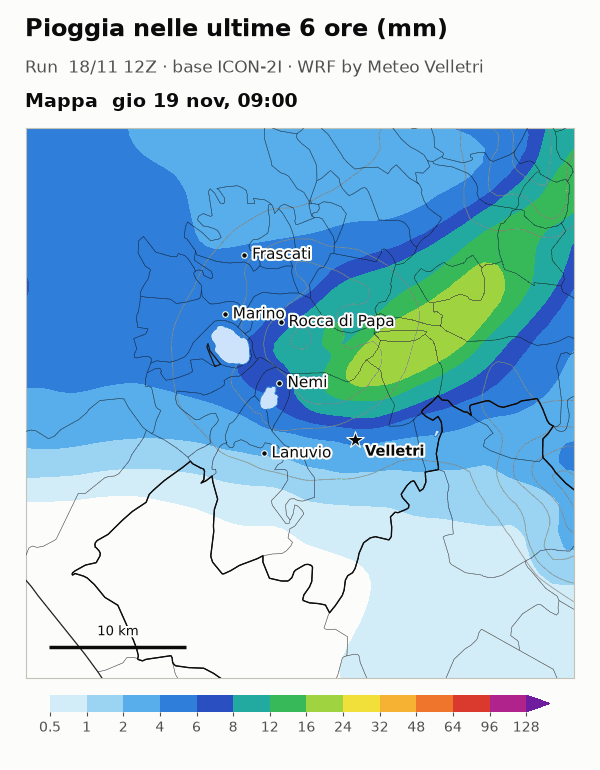 Pioggia nelle ultime 6 ore (mm)
Run 18/11 12Z · base ICON-2I · WRF by Meteo Velletri
Mappa gio 19 nov, 09:00
Frascati
Marino
Rocca di Papa
Nemi
Velletri
Lanuvio
10 km
0.5 1 2 4 6 8 12 16 24 32 48 64 96 128